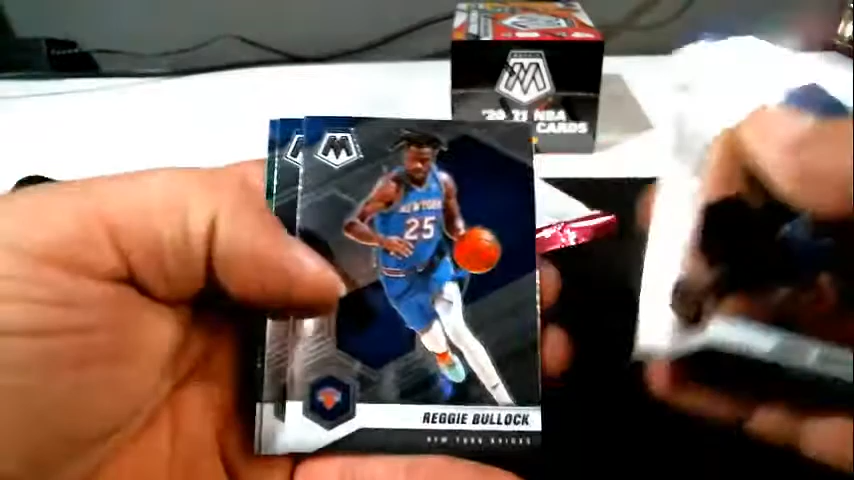 M
'20-21 NBA
CARDS
M
NEW YORK
25
REGGIE BULLOCK
NEW YORK KNICKS